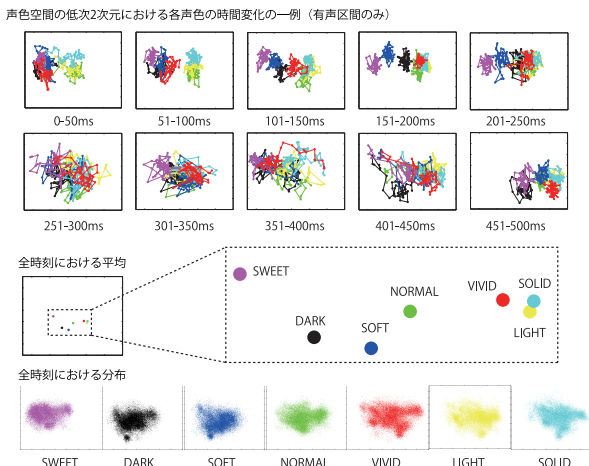 声色空間の低次2次元における各声色の時間変化の一例（有声区間のみ）
0-50ms 51-100ms 101-150ms 151-200ms 201-250ms
251-300ms 301-350ms 351-400ms 401-450ms 451-500ms
全時刻における平均
SWEET
DARK
SOFT
NORMAL
VIVID
SOLID
LIGHT
全時刻における分布
SWEET DARK SOFT NORMAL VIVID LIGHT SOLID